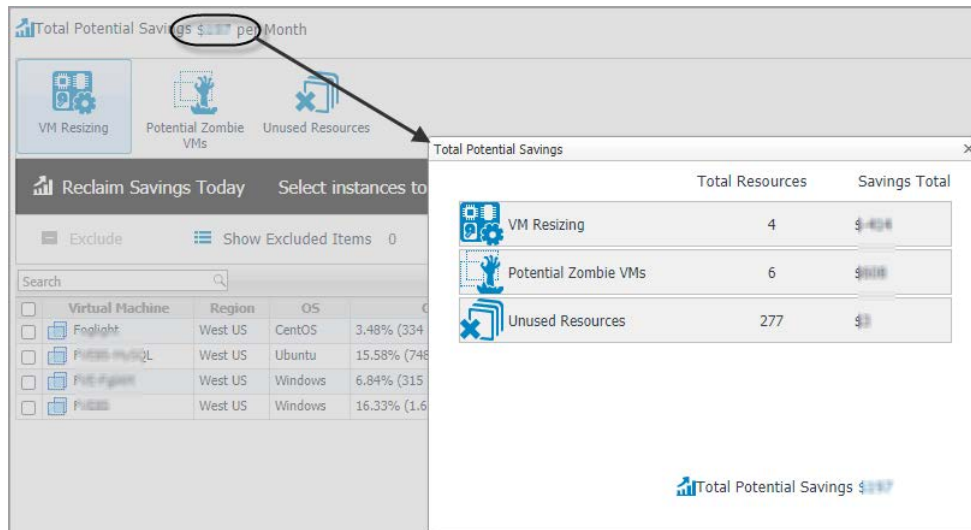 Total Potential Savings $ per Month
VM Resizing
Potential Zombie
VMs
Unused Resources
Reclaim Savings Today Select instances to
Exclude
Show Excluded Items 0
Search
Virtual Machine Region OS
Foglight West US CentOS 3.48% (334
West US Ubuntu 15.58% (748
West US Windows 6.84% (315
West US Windows 16.33% (1.6
Total Potential Savings
Total Resources Savings Total
VM Resizing 4 $
Potential Zombie VMs 6 $
Unused Resources 277 $
Total Potential Savings $